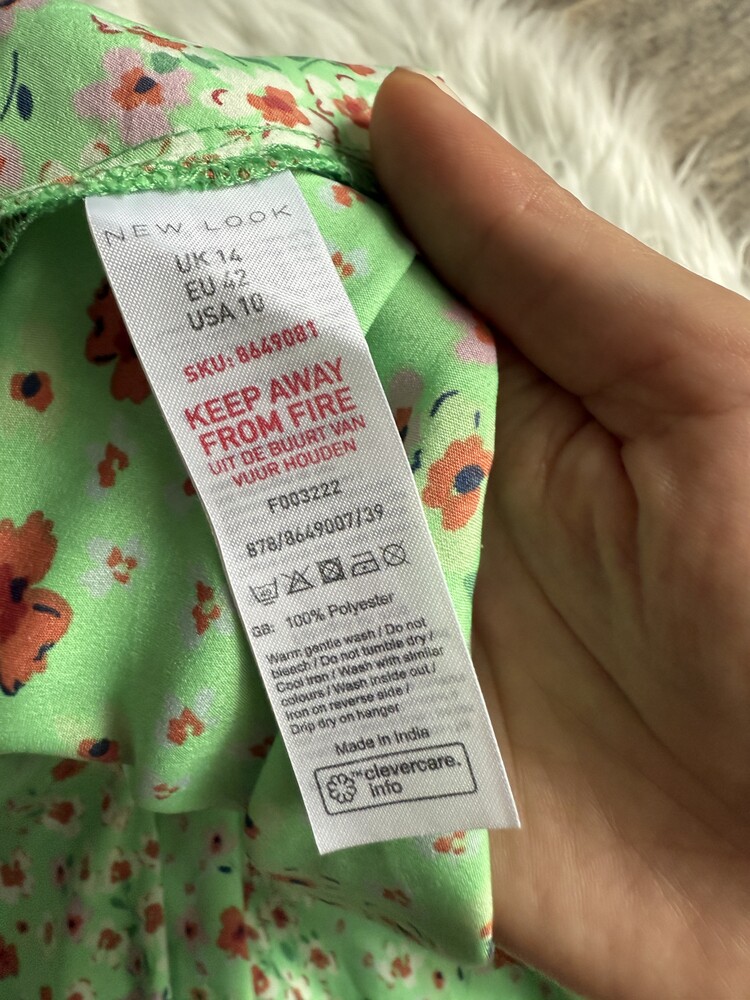 NEW LOOK
UK 14
EU 42
USA 10
SKU: 8649081
KEEP AWAY
FROM FIRE
UIT DE BUURT VAN
VUUR HOUDEN
F003222
878/8649007/39
40
GB: 100% Polyester
Warm gentle wash / Do not
bleach / Do not tumble dry /
Cool iron / Wash with similar
colours / Wash inside out /
Iron on reverse side /
Drip dry on hanger
Made in India
TM clevercare.
info